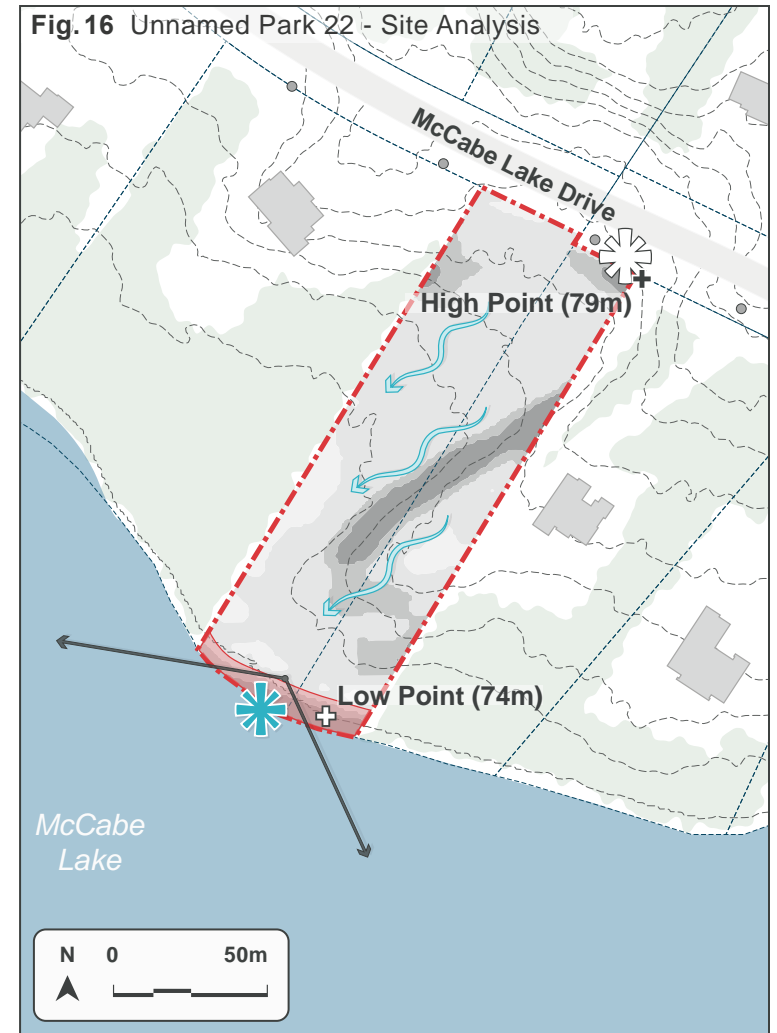 Fig.16 Unnamed Park 22 - Site Analysis
McCabe Lake Drive
High Point (79m)
Low Point (74m)
McCabe
Lake
N 0 50m